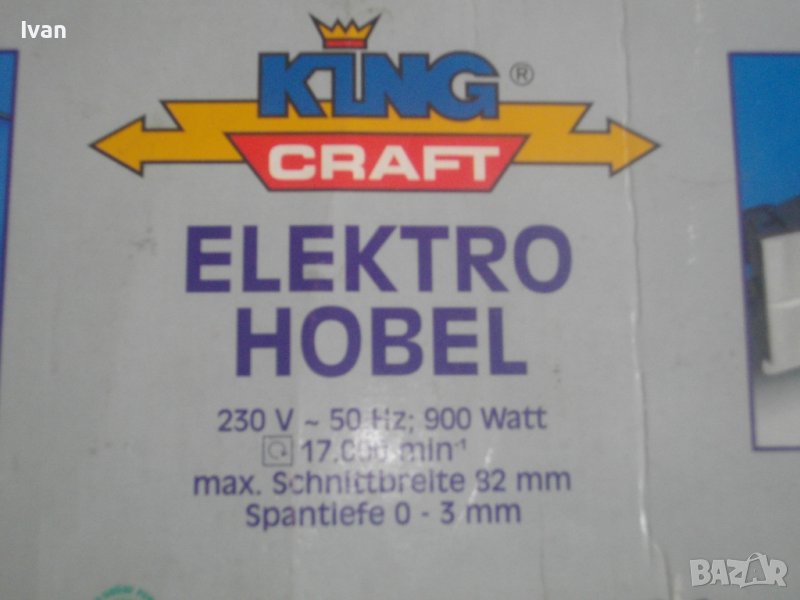 Ivan
KING ®
CRAFT
ELEKTRO
HOBEL
230 V ~ 50 Hz; 900 Watt
17.000 min⁻¹
max. Schnittbreite 82 mm
Spantiefe 0 - 3 mm
BAZAR